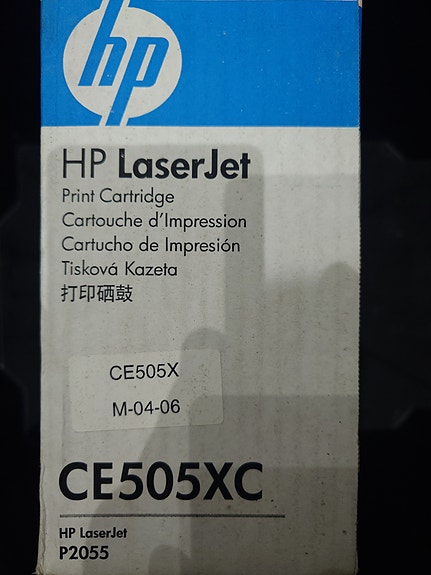 hp
HP LaserJet
Print Cartridge
Cartouche d'Impression
Cartucho de Impresión
Tisková Kazeta
打印硒鼓
CE505X
M-04-06
CE505XC
HP LaserJet
P2055